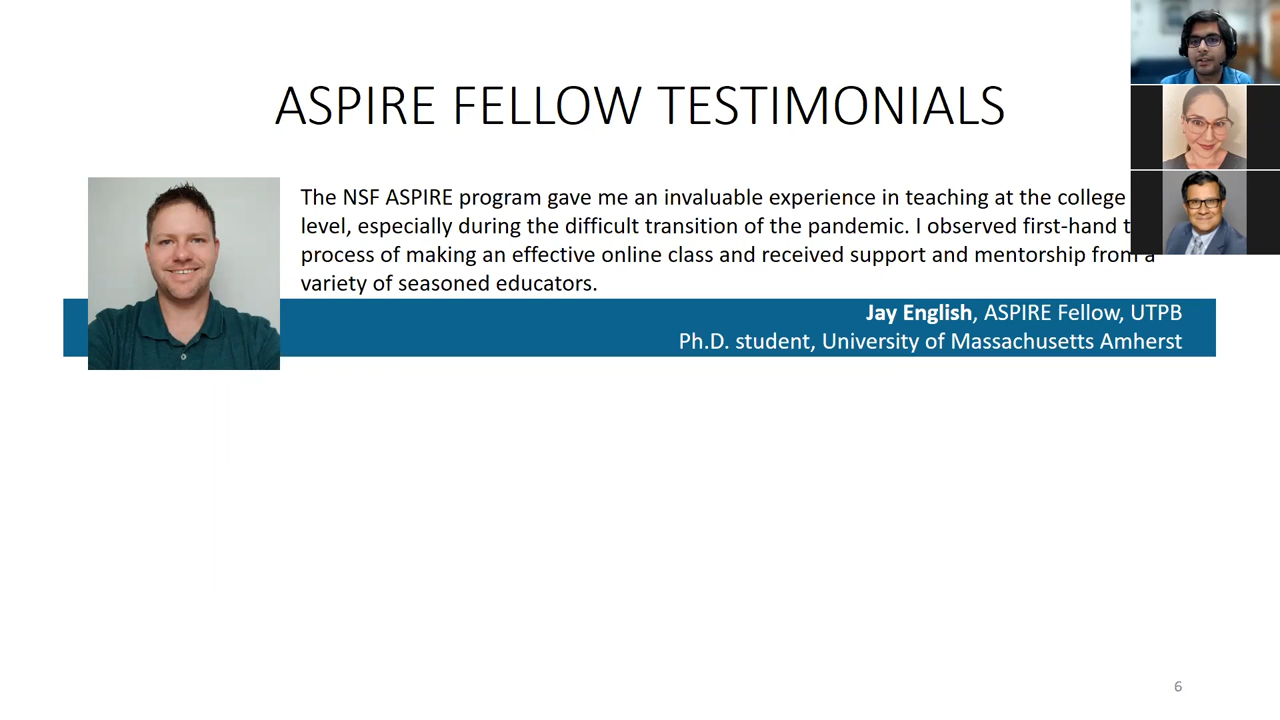 ASPIRE FELLOW TESTIMONIALS
The NSF ASPIRE program gave me an invaluable experience in teaching at the college
level, especially during the difficult transition of the pandemic. I observed first-hand
process of making an effective online class and received support and mentorship from a
variety of seasoned educators.
Jay English, ASPIRE Fellow, UTPB
Ph.D. student, University of Massachusetts Amherst
6